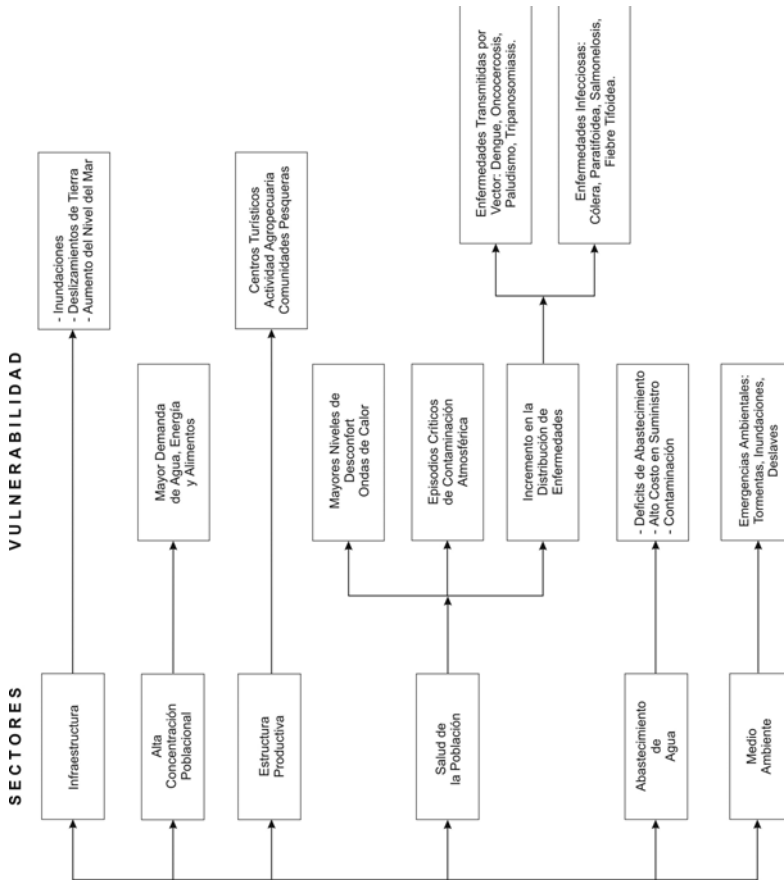 SECTORES
VULNERABILIDAD
Infraestructura
- Inundaciones
- Deslizamientos de Tierra
- Aumento del Nivel del Mar
Alta
Concentración
Poblacional
Mayor Demanda
de Agua, Energía
y Alimentos
Estructura
Productiva
Centros Turísticos
Actividad Agropecuaria
Comunidades Pesqueras
Salud de
la Población
Mayores Niveles de
Desconfort
Ondas de Calor
Episodios Críticos
de Contaminación
Atmosférica
Incremento en la
Distribución de
Enfermedades
Enfermedades Transmitidas por
Vector: Dengue, Oncocercosis,
Paludismo, Tripanosomiasis.
Enfermedades Infecciosas:
Cólera, Paratifoidea, Salmonelosis,
Fiebre Tifoidea.
Abastecimiento
de
Agua
- Deficits de Abastecimiento
- Alto Costo en Suministro
- Contaminación
Medio
Ambiente
Emergencias Ambientales:
Tormentas, Inundaciones,
Deslaves